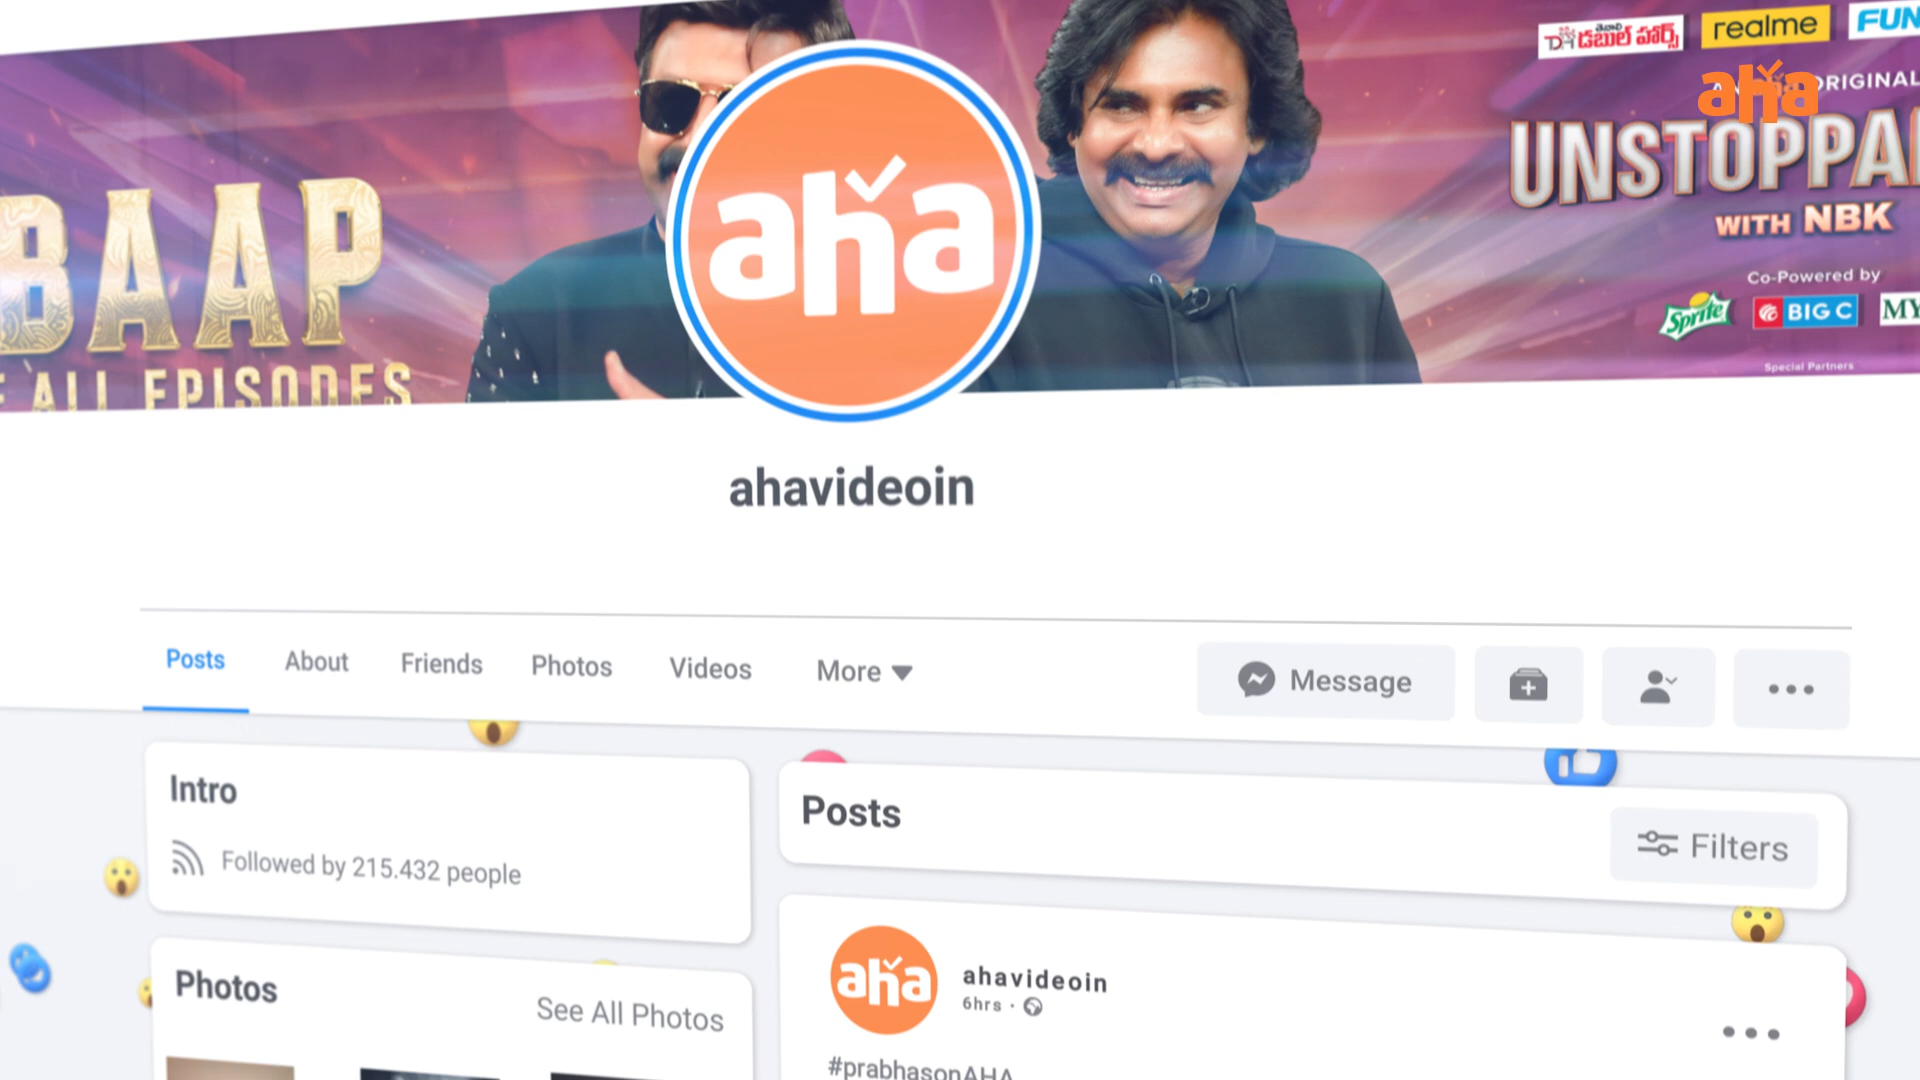 తెనాలి
డబుల్ హార్స్
realme
FUN
ORIGINAL
aha
BAAP
ALL EPISODES
aha
UNSTOPPA
WITH NBK
Co-Powered by
Sprite
BIG C
MY
Special Partners
ahavideoin
Posts
About
Friends
Photos
Videos
More
Message
Intro
Followed by 215.432 people
Posts
Filters
Photos
See All Photos
aha
ahavideoin
6hrs ·
#prabhasonAHA